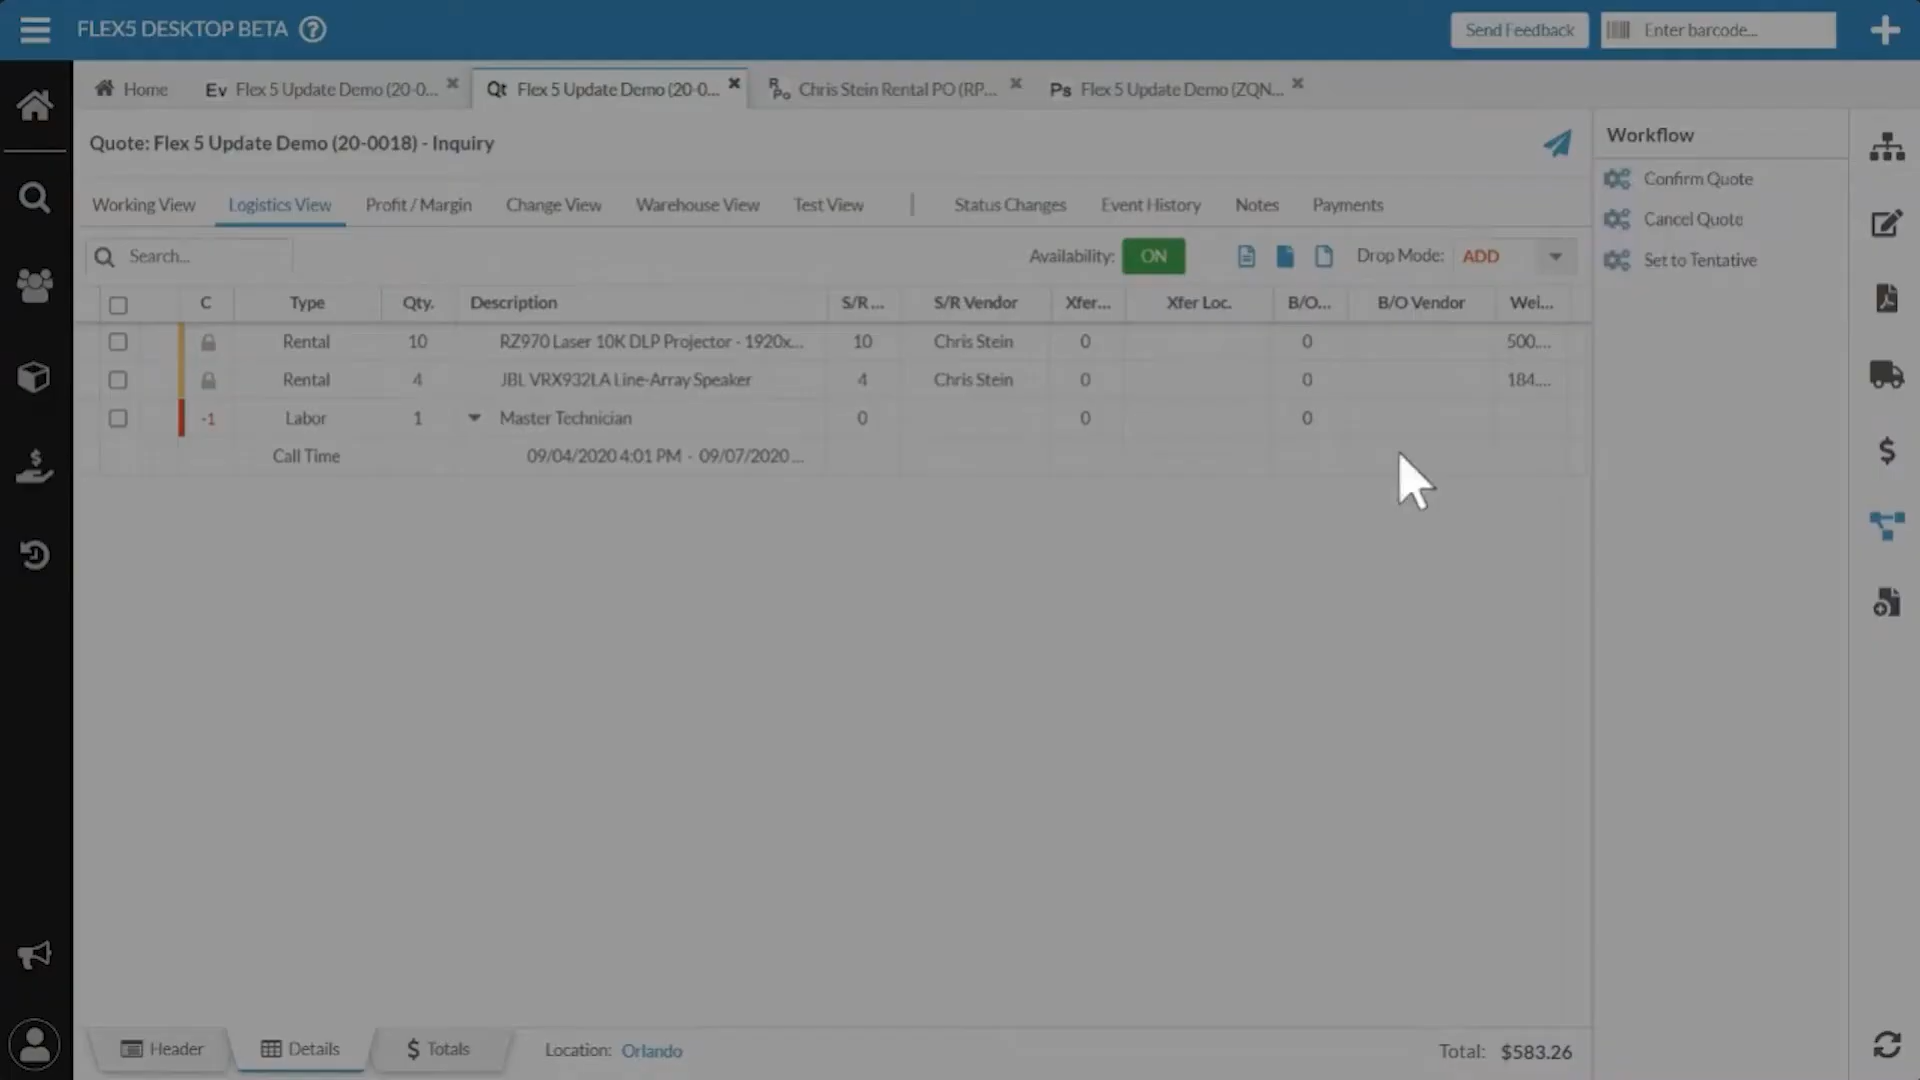 FLEX5 DESKTOP BETA ?
Send Feedback
Enter barcode...
Home
Ev Flex 5 Update Demo (20-0...
Qt Flex 5 Update Demo (20-0...
RPo Chris Stein Rental PO (RP...
Ps Flex 5 Update Demo (ZQN...
Quote: Flex 5 Update Demo (20-0018) - Inquiry
Workflow
Confirm Quote
Cancel Quote
Set to Tentative
Working View Logistics View Profit / Margin Change View Warehouse View Test View | Status Changes Event History Notes Payments
Search... Availability: ON Drop Mode: ADD
C Type Qty. Description S/R ... S/R Vendor Xfer... Xfer Loc. B/O... B/O Vendor Wei...
Rental 10 RZ970 Laser 10K DLP Projector - 1920x... 10 Chris Stein 0 0 500....
Rental 4 JBL VRX932LA Line-Array Speaker 4 Chris Stein 0 0 184....
-1 Labor 1 Master Technician 0 0 0
Call Time 09/04/2020 4:01 PM - 09/07/2020 ...
Header Details $ Totals Location: Orlando Total: $583.26